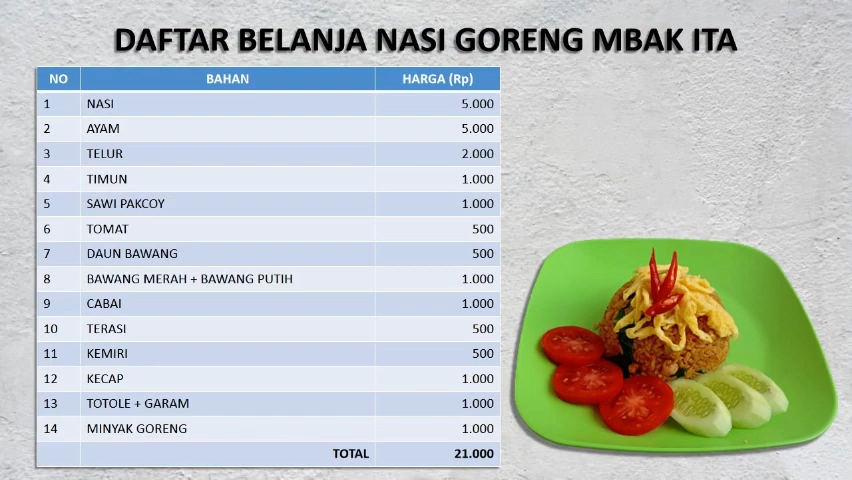 DAFTAR BELANJA NASI GORENG MBAK ITA
NO BAHAN HARGA (Rp)
1 NASI 5.000
2 AYAM 5.000
3 TELUR 2.000
4 TIMUN 1.000
5 SAWI PAKCOY 1.000
6 TOMAT 500
7 DAUN BAWANG 500
8 BAWANG MERAH + BAWANG PUTIH 1.000
9 CABAI 1.000
10 TERASI 500
11 KEMIRI 500
12 KECAP 1.000
13 TOTOLE + GARAM 1.000
14 MINYAK GORENG 1.000
TOTAL 21.000